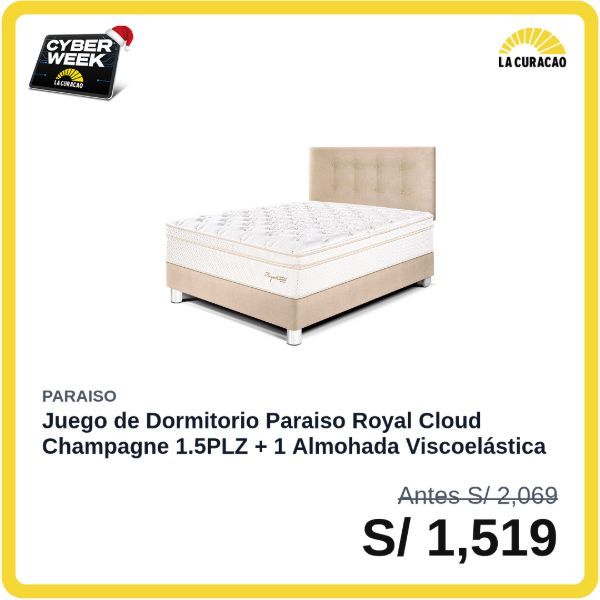 CYBER
WEEK
LA CURACAO
LA CURACAO
PARAISO
Juego de Dormitorio Paraiso Royal Cloud
Champagne 1.5PLZ + 1 Almohada Viscoelástica
Antes S/ 2,069
S/ 1,519